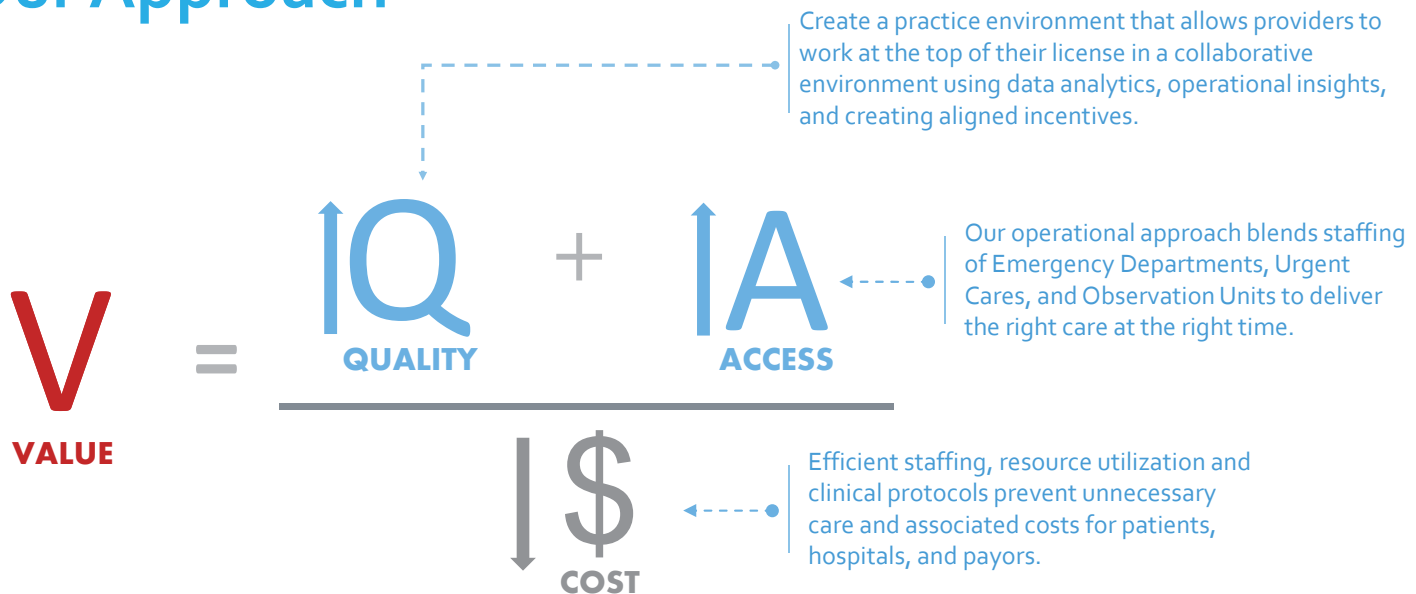 Our Approach
Create a practice environment that allows providers to
work at the top of their license in a collaborative
environment using data analytics, operational insights,
and creating aligned incentives.
Q
+
A
QUALITY
ACCESS
Our operational approach blends staffing
of Emergency Departments, Urgent
Cares, and Observation Units to deliver
the right care at the right time.
V
=
VALUE
$
COST
Efficient staffing, resource utilization and
clinical protocols prevent unnecessary
care and associated costs for patients,
hospitals, and payors.